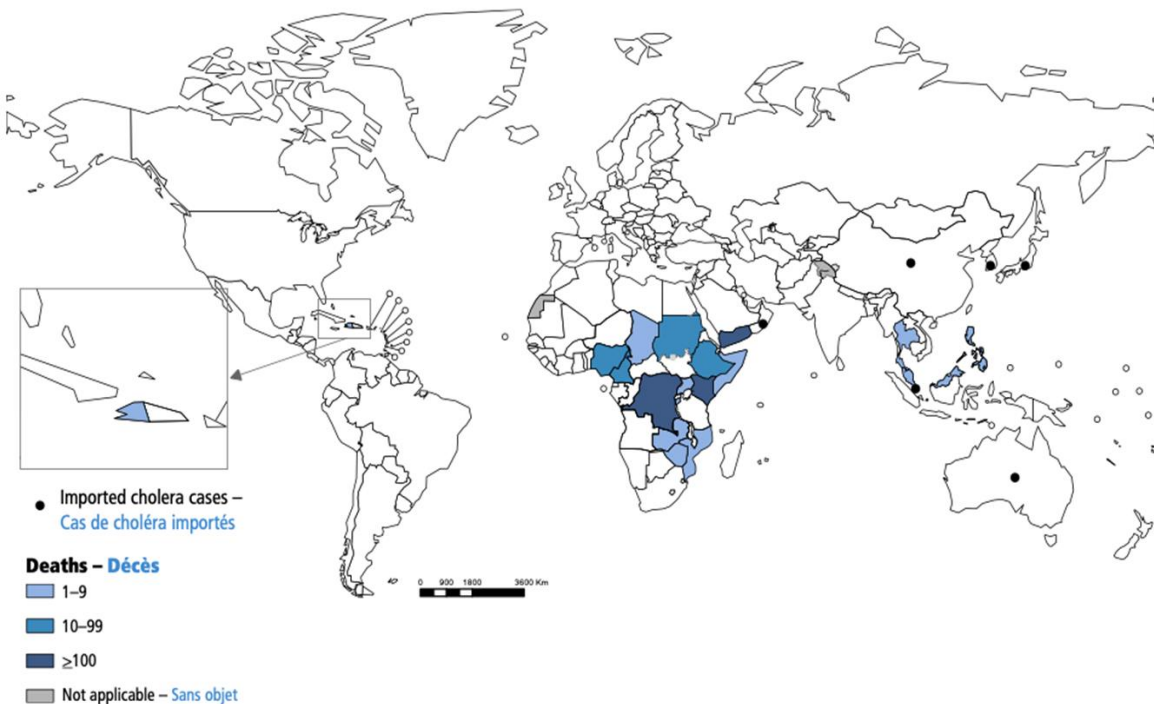 Imported cholera cases –
Cas de choléra importés
Deaths – Décès
1–9
10–99
≥100
Not applicable – Sans objet
0 900 1800 3600 Km